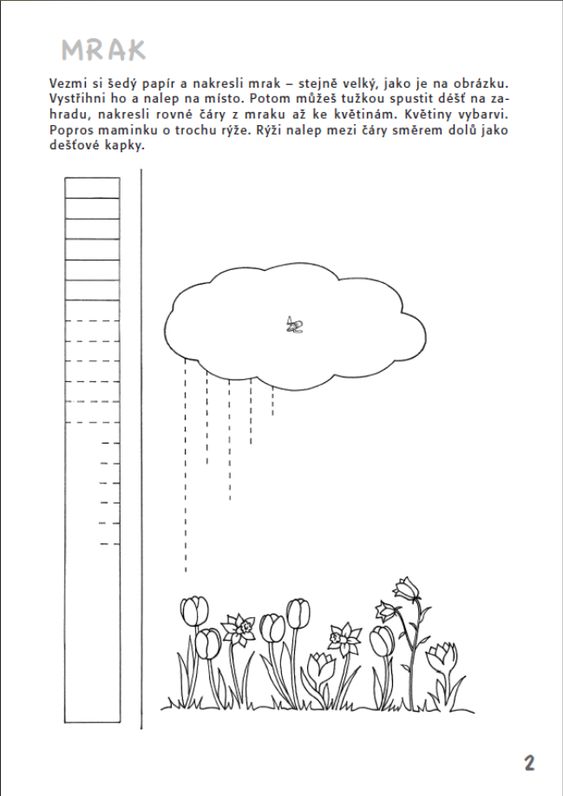 MRAK
Vezmi si šedý papír a nakresli mrak – stejně velký, jako je na obrázku.
Vystřihni ho a nalep na místo. Potom můžeš tužkou spustit déšť na za-
hradu, nakresli rovné čáry z mraku až ke květinám. Květiny vybarvi.
Popros maminku o trochu rýže. Rýži nalep mezi čáry směrem dolů jako
dešťové kapky.
2